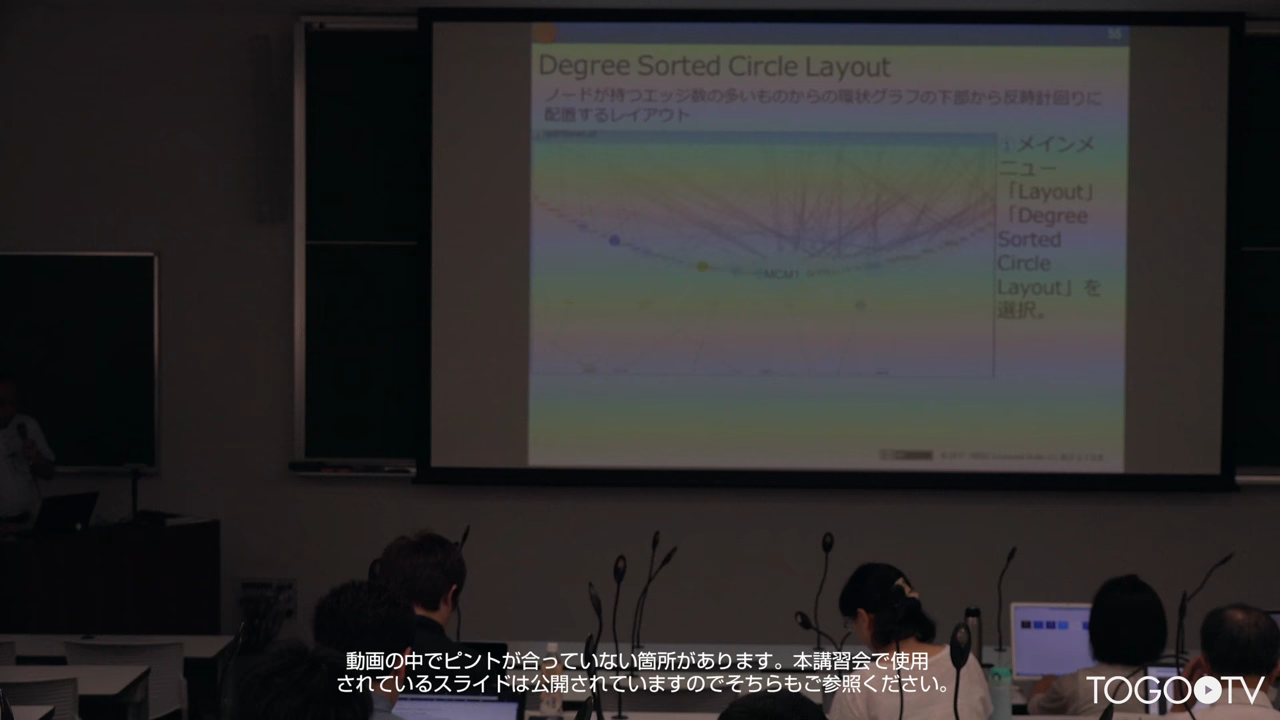 55
Degree Sorted Circle Layout
ノードが持つエッジ数の多いものからの環状グラフの下部から反時計回りに
配置するレイアウト
①メインメ
ニュー
「Layout」
「Degree
Sorted
Circle
Layout」を
選択。
MCM1
動画の中でピントが合っていない箇所があります。本講習会で使用
されているスライドは公開されていますのでそちらもご参照ください。
TOGO TV